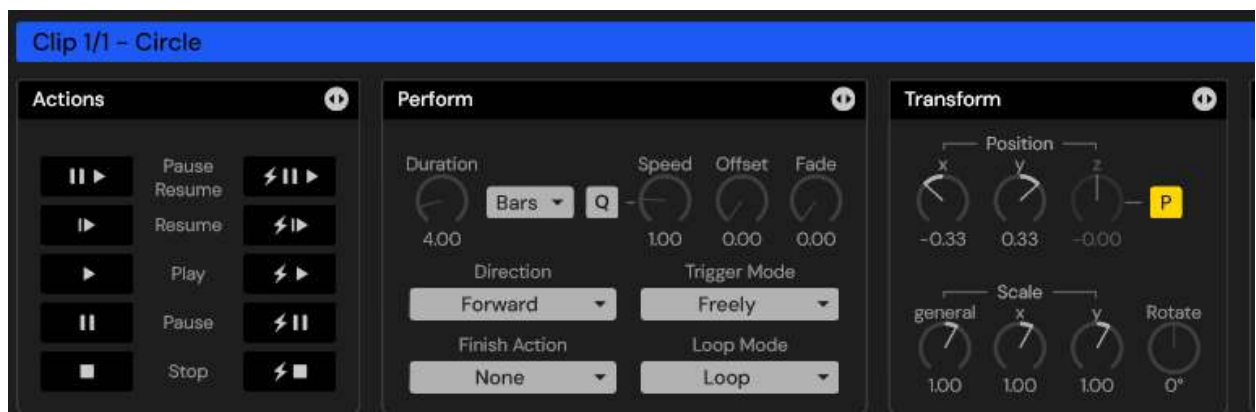 Clip 1/1 - Circle
Actions
Pause
Resume
Resume
Play
Pause
Stop
Perform
Duration
4.00
Bars
Q
Speed Offset Fade
1.00 0.00 0.00
Direction
Forward
Trigger Mode
Freely
Finish Action
None
Loop Mode
Loop
Transform
Position
x y z
P
-0.33 0.33 -0.00
Scale
general x y Rotate
1.00 1.00 1.00 0°